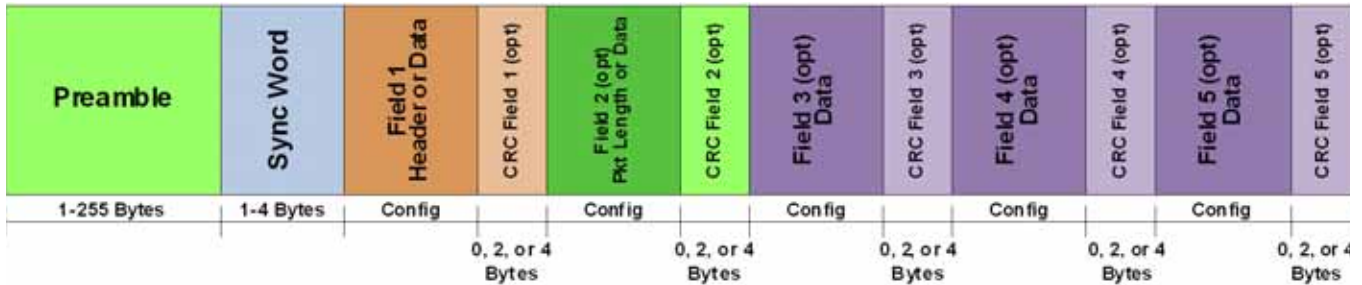 Preamble
Sync Word
Field 1
Header or Data
CRC Field 1 (opt)
Field 2 (opt)
Pkt Length or Data
CRC Field 2 (opt)
Field 3 (opt)
Data
CRC Field 3 (opt)
Field 4 (opt)
Data
CRC Field 4 (opt)
Field 5 (opt)
Data
CRC Field 5 (opt)
1-255 Bytes
1-4 Bytes
Config
Config
Config
Config
Config
0, 2, or 4
Bytes
0, 2, or 4
Bytes
0, 2, or 4
Bytes
0, 2, or 4
Bytes
0, 2, or 4
Bytes